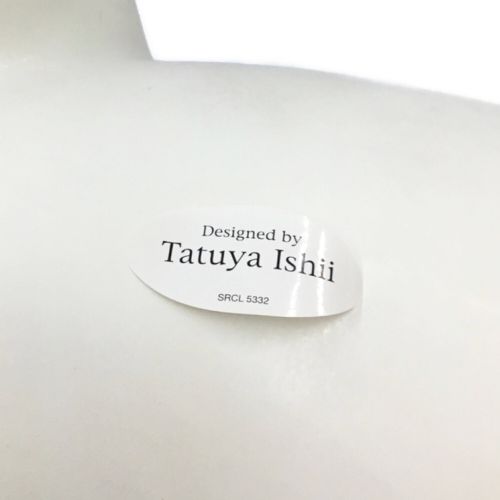 Designed by
Tatuya Ishii
SRCL 5332